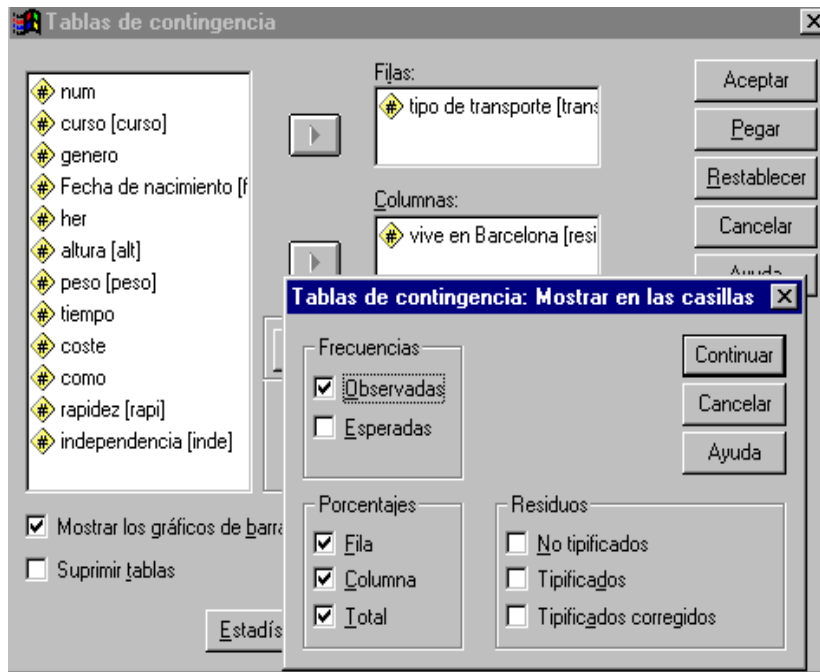 Tablas de contingencia
num
curso [curso]
genero
Fecha de nacimiento [f
her
altura [alt]
peso [peso]
tiempo
coste
como
rapidez [rapi]
independencia [inde]
Filas:
tipo de transporte [trans
Columnas:
vive en Barcelona [resi
Aceptar
Pegar
Restablecer
Cancelar
Ayuda
Mostrar los gráficos de barra
Suprimir tablas
Estadís
Tablas de contingencia: Mostrar en las casillas
Frecuencias
Observadas
Esperadas
Porcentajes
Fila
Columna
Total
Residuos
No tipificados
Tipificados
Tipificados corregidos
Continuar
Cancelar
Ayuda